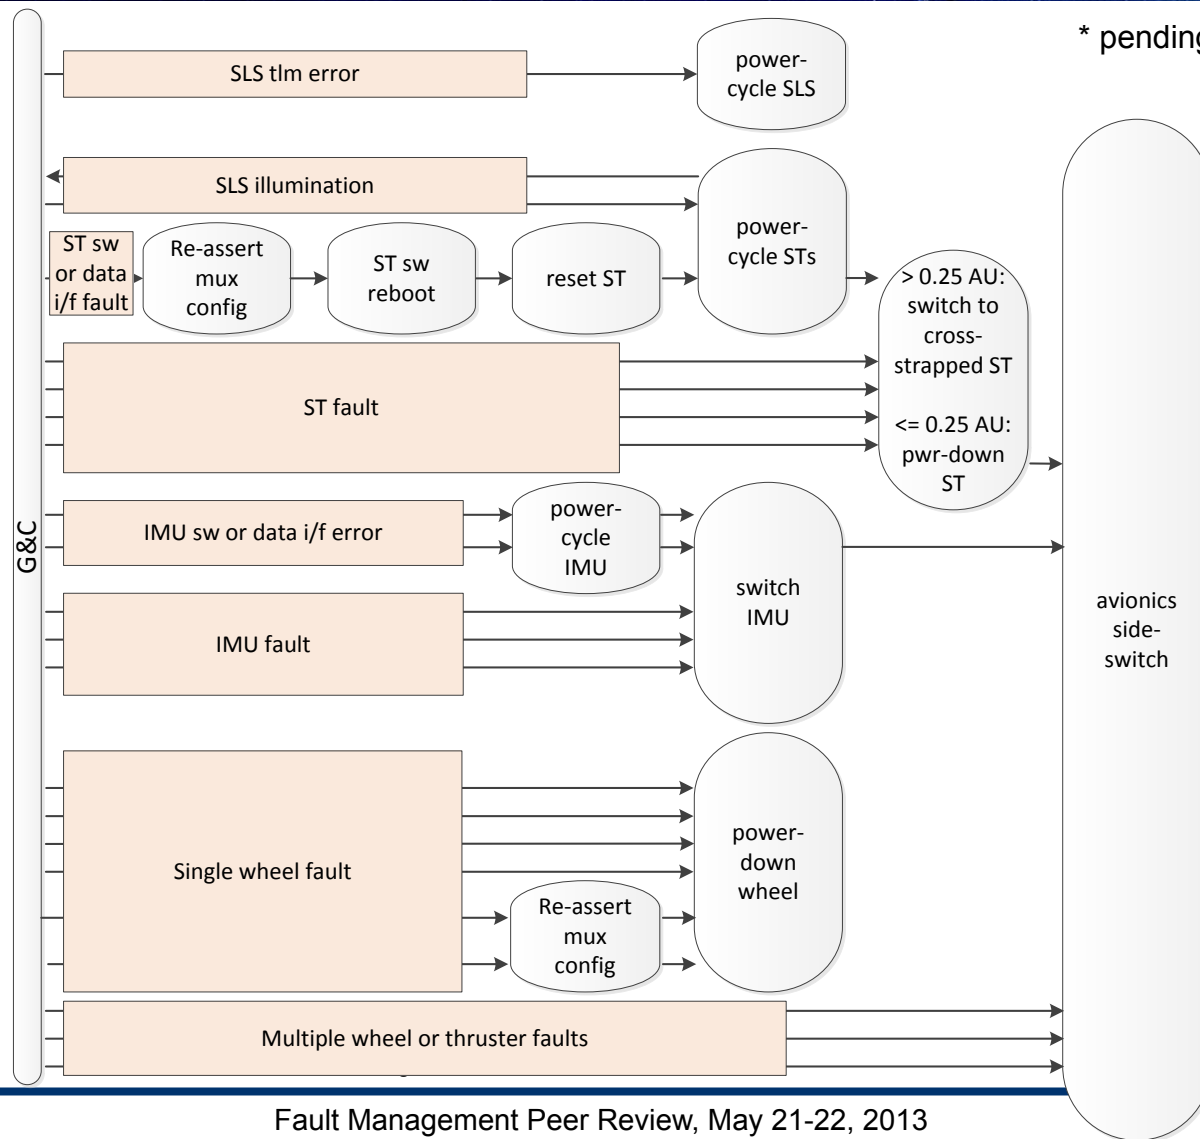 * pending
G&C
SLS tlm error
power-
cycle SLS
SLS illumination
power-
cycle STs
ST sw
or data
i/f fault
Re-assert
mux
config
ST sw
reboot
reset ST
> 0.25 AU:
switch to
cross-
strapped ST
<= 0.25 AU:
pwr-down
ST
ST fault
IMU sw or data i/f error
power-
cycle
IMU
switch
IMU
IMU fault
avionics
side-
switch
Single wheel fault
Re-assert
mux
config
power-
down
wheel
Multiple wheel or thruster faults
Fault Management Peer Review, May 21-22, 2013